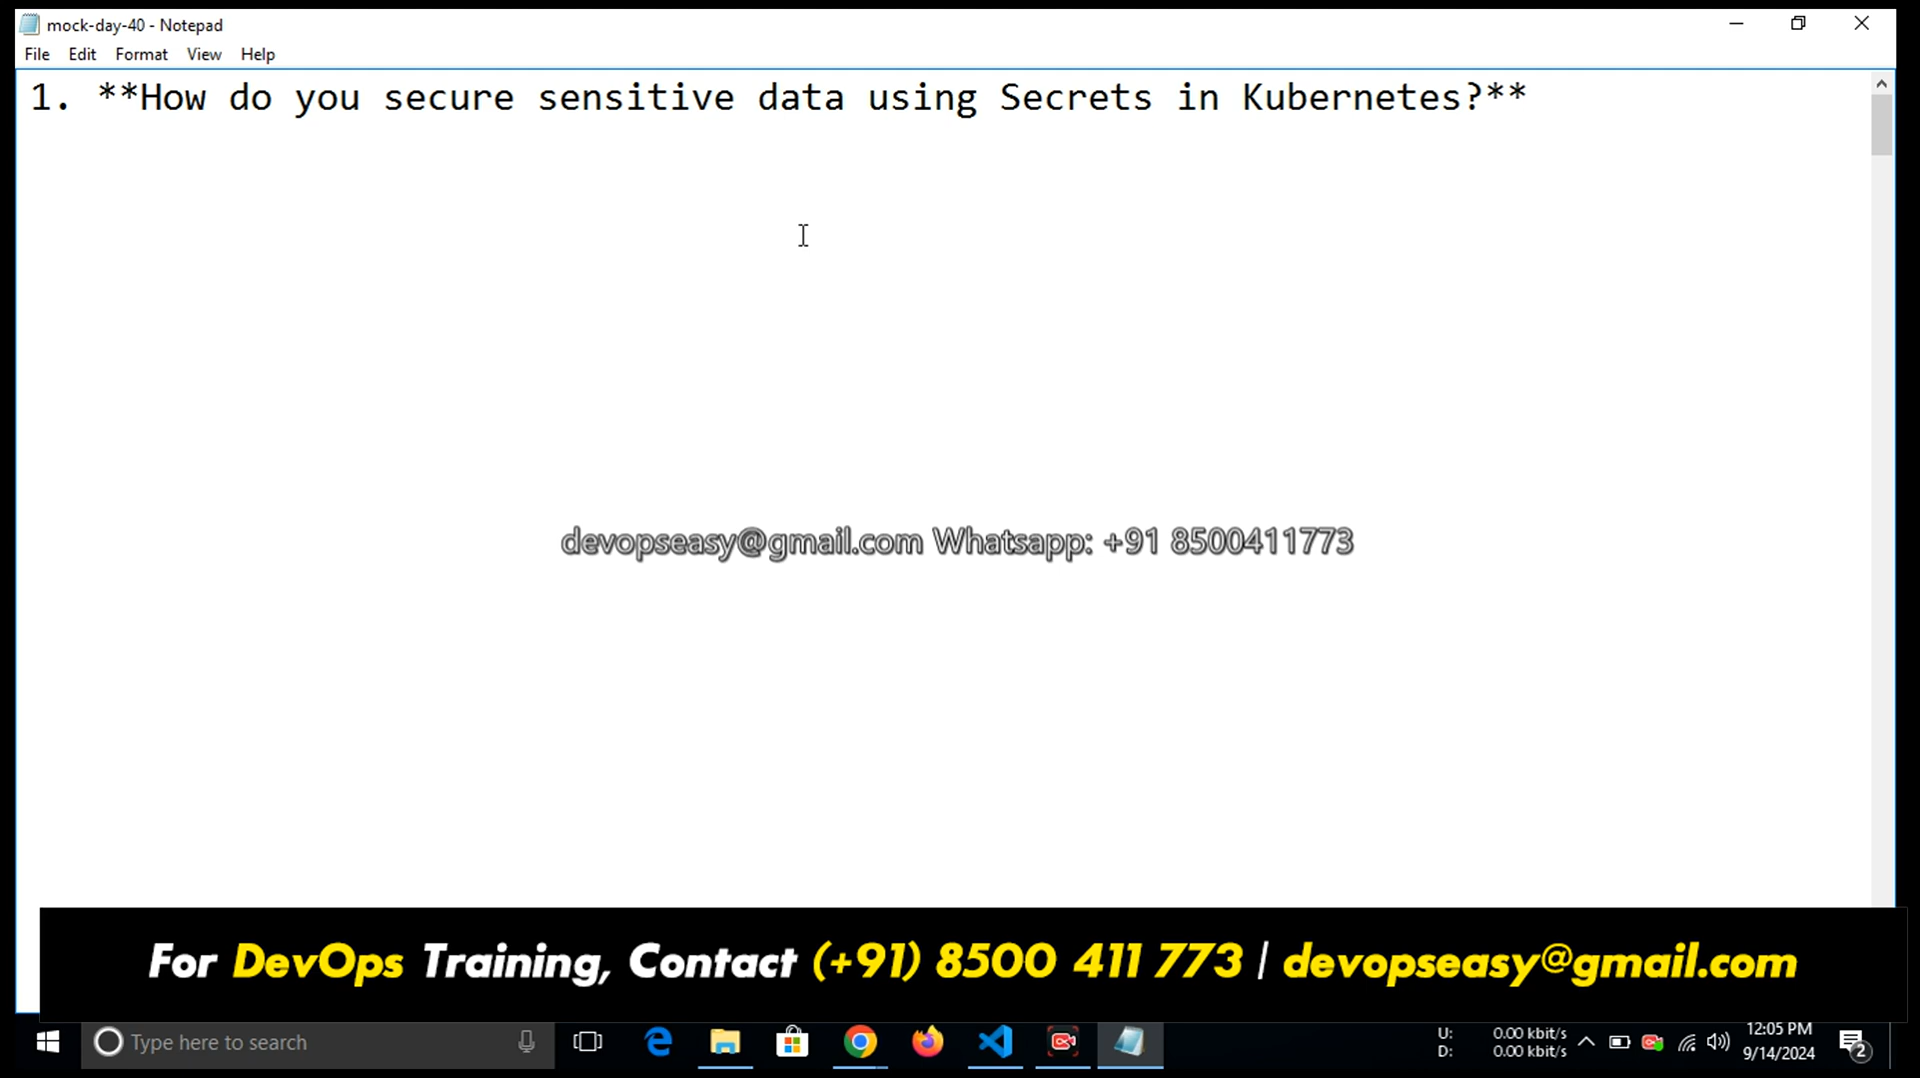 mock-day-40 - Notepad
File Edit Format View Help
1. **How do you secure sensitive data using Secrets in Kubernetes?**
devopseasy@gmail.com Whatsapp: +91 8500411773
For DevOps Training, Contact (+91) 8500 411 773 | devopseasy@gmail.com
Type here to search
U: 0.00 kbit/s
D: 0.00 kbit/s
12:05 PM
9/14/2024
2